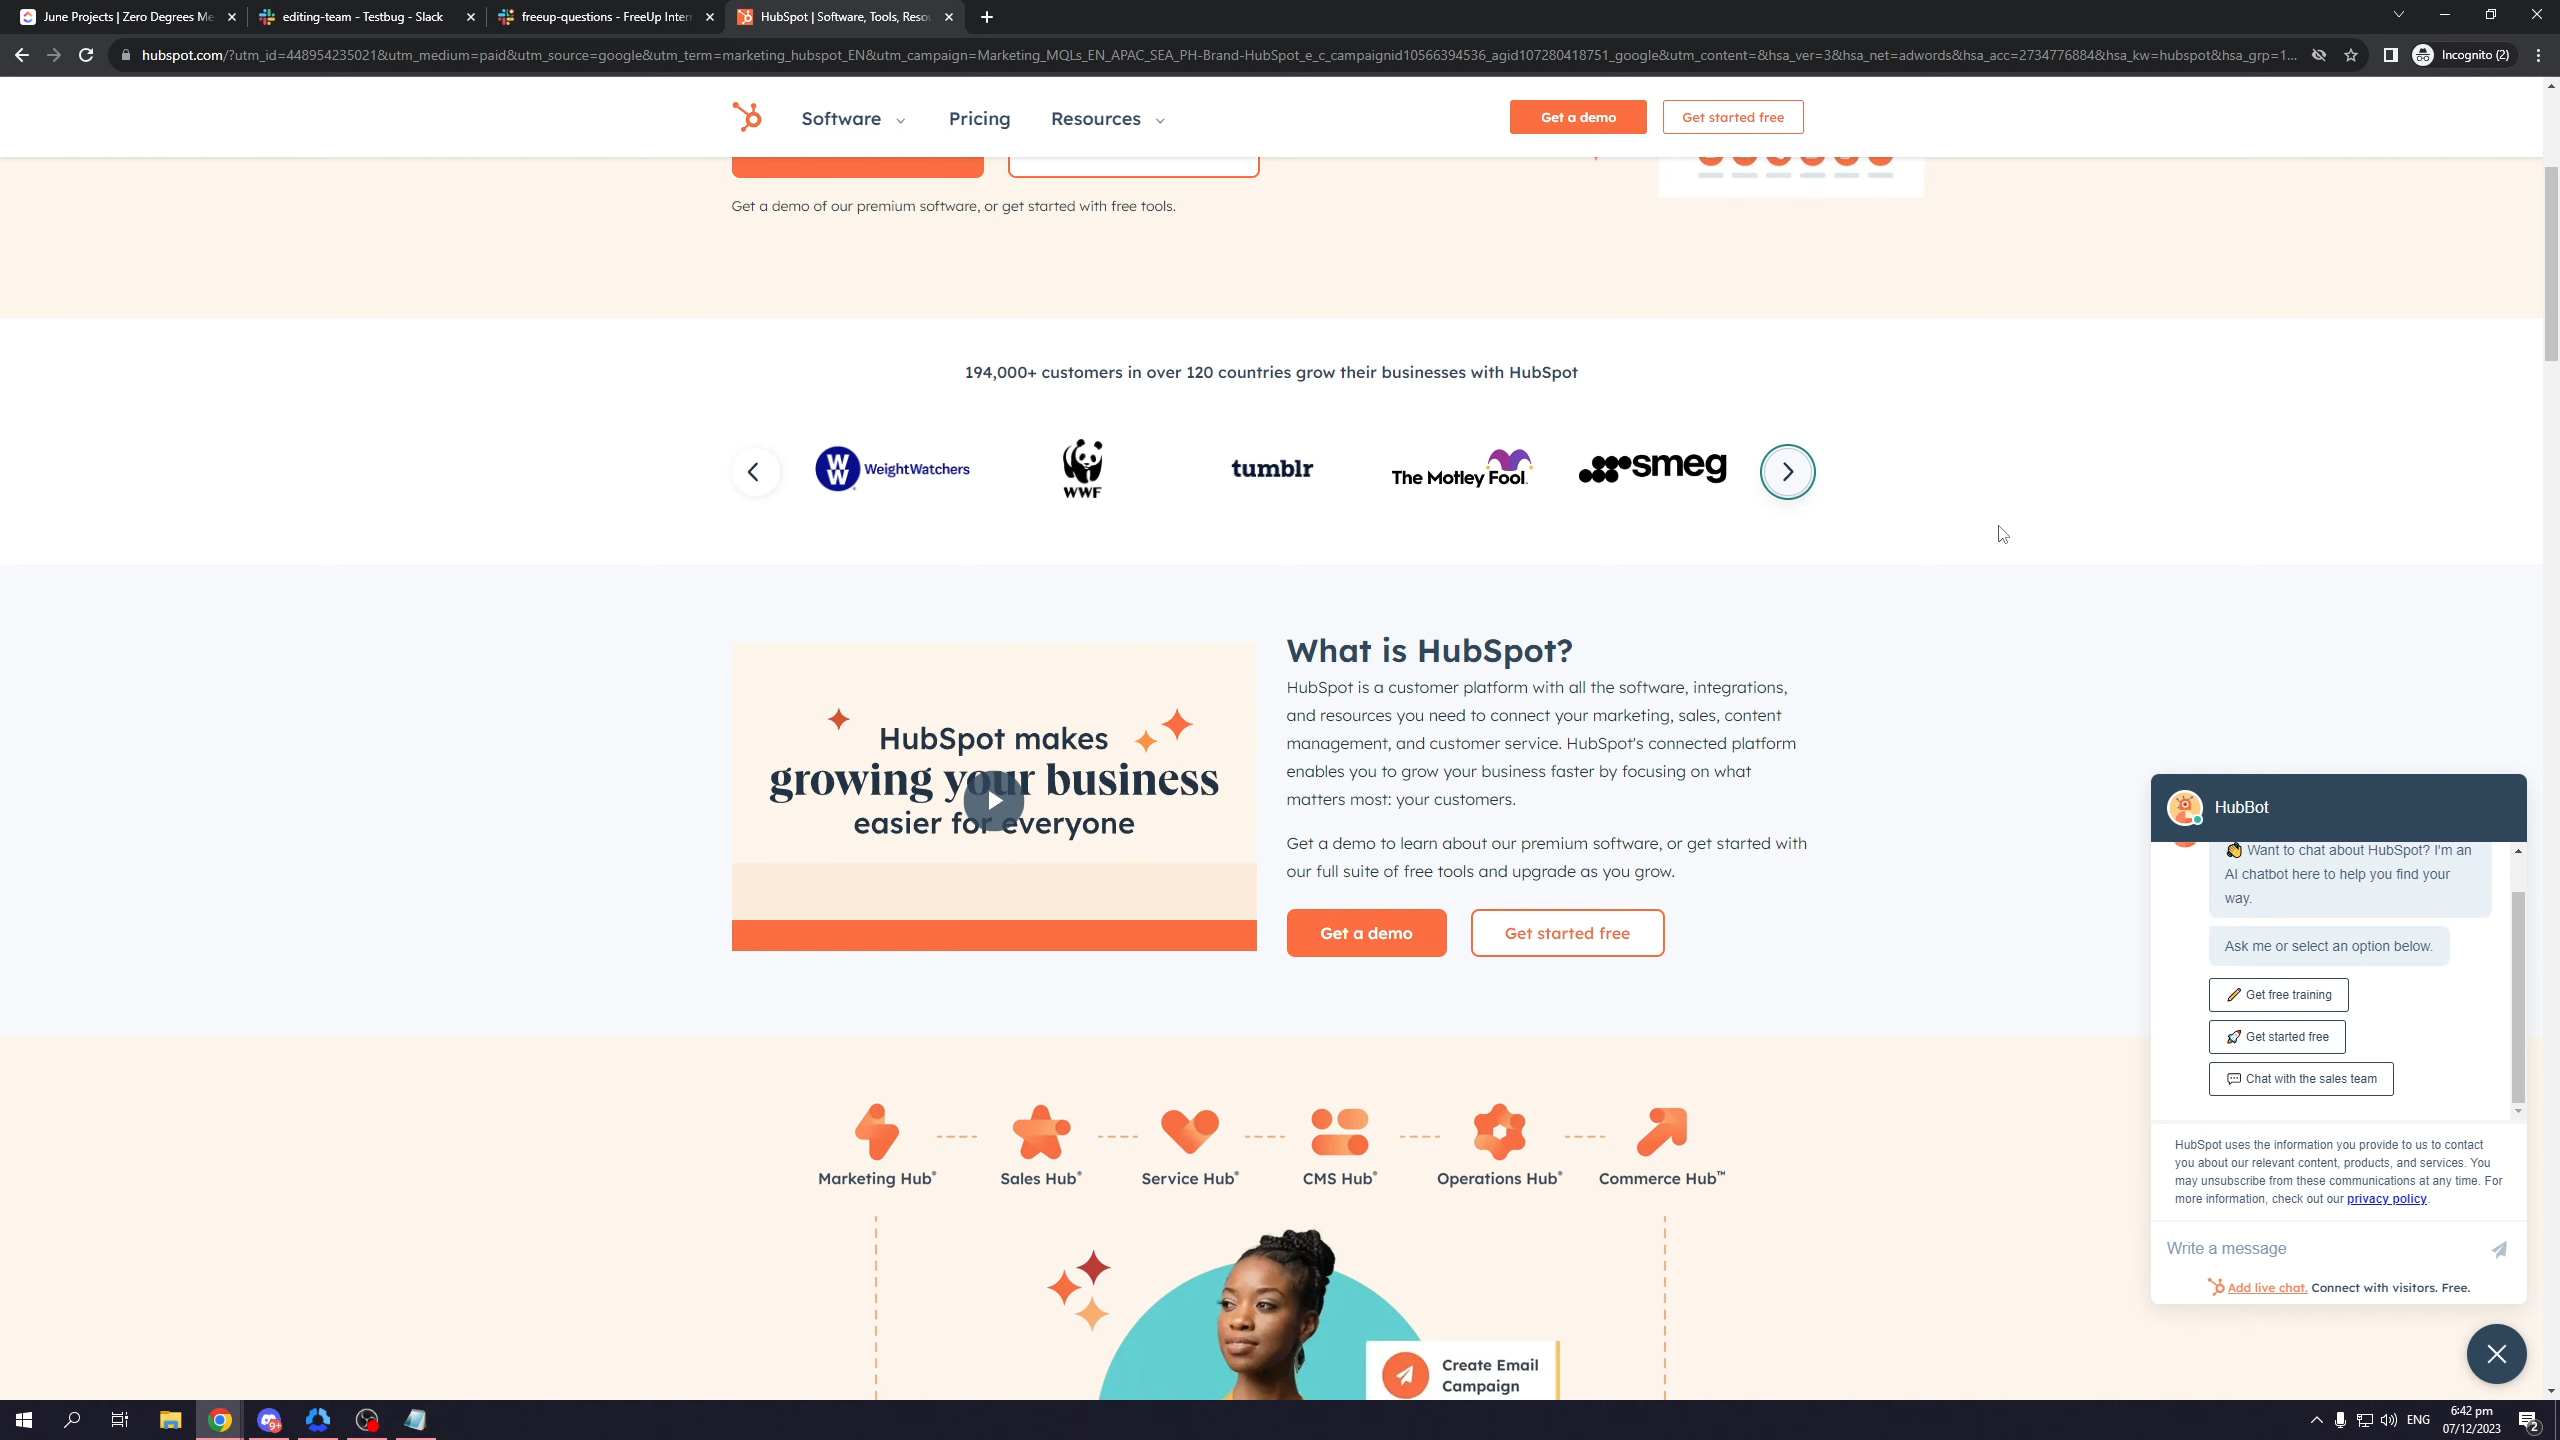 June Projects | Zero Degrees Me
editing-team - Testbug - Slack
freeup-questions - FreeUp Inter
HubSpot | Software, Tools, Reso
hubspot.com/?utm_id=448954235021&utm_medium=paid&utm_source=google&utm_term=marketing_hubspot_EN&utm_campaign=Marketing_MQLs_EN_APAC_SEA_PH-Brand-HubSpot_e_c_campaignid10566394536_agid107280418751_google&utm_content=&hsa_ver=3&hsa_net=adwords&hsa_acc=2734776884&hsa_kw=hubspot&hsa_grp=1...
Incognito (2)
Software
Pricing
Resources
Get a demo
Get started free
Get a demo of our premium software, or get started with free tools.
194,000+ customers in over 120 countries grow their businesses with HubSpot
WW
WeightWatchers
WWF
tumblr
The Motley Fool.
smeg
What is HubSpot?
HubSpot is a customer platform with all the software, integrations,
and resources you need to connect your marketing, sales, content
management, and customer service. HubSpot's connected platform
enables you to grow your business faster by focusing on what
matters most: your customers.
Get a demo to learn about our premium software, or get started with
our full suite of free tools and upgrade as you grow.
Get a demo
Get started free
HubSpot makes
growing your business
easier for everyone
Marketing Hub®
Sales Hub®
Service Hub®
CMS Hub®
Operations Hub®
Commerce Hub™
Create Email
Campaign
HubBot
👋 Want to chat about HubSpot? I'm an
AI chatbot here to help you find your
way.
Ask me or select an option below.
Get free training
Get started free
Chat with the sales team
HubSpot uses the information you provide to us to contact
you about our relevant content, products, and services. You
may unsubscribe from these communications at any time. For
more information, check out our privacy policy.
Write a message
Add live chat. Connect with visitors. Free.
9+
ENG
6:42 pm
07/12/2023
2